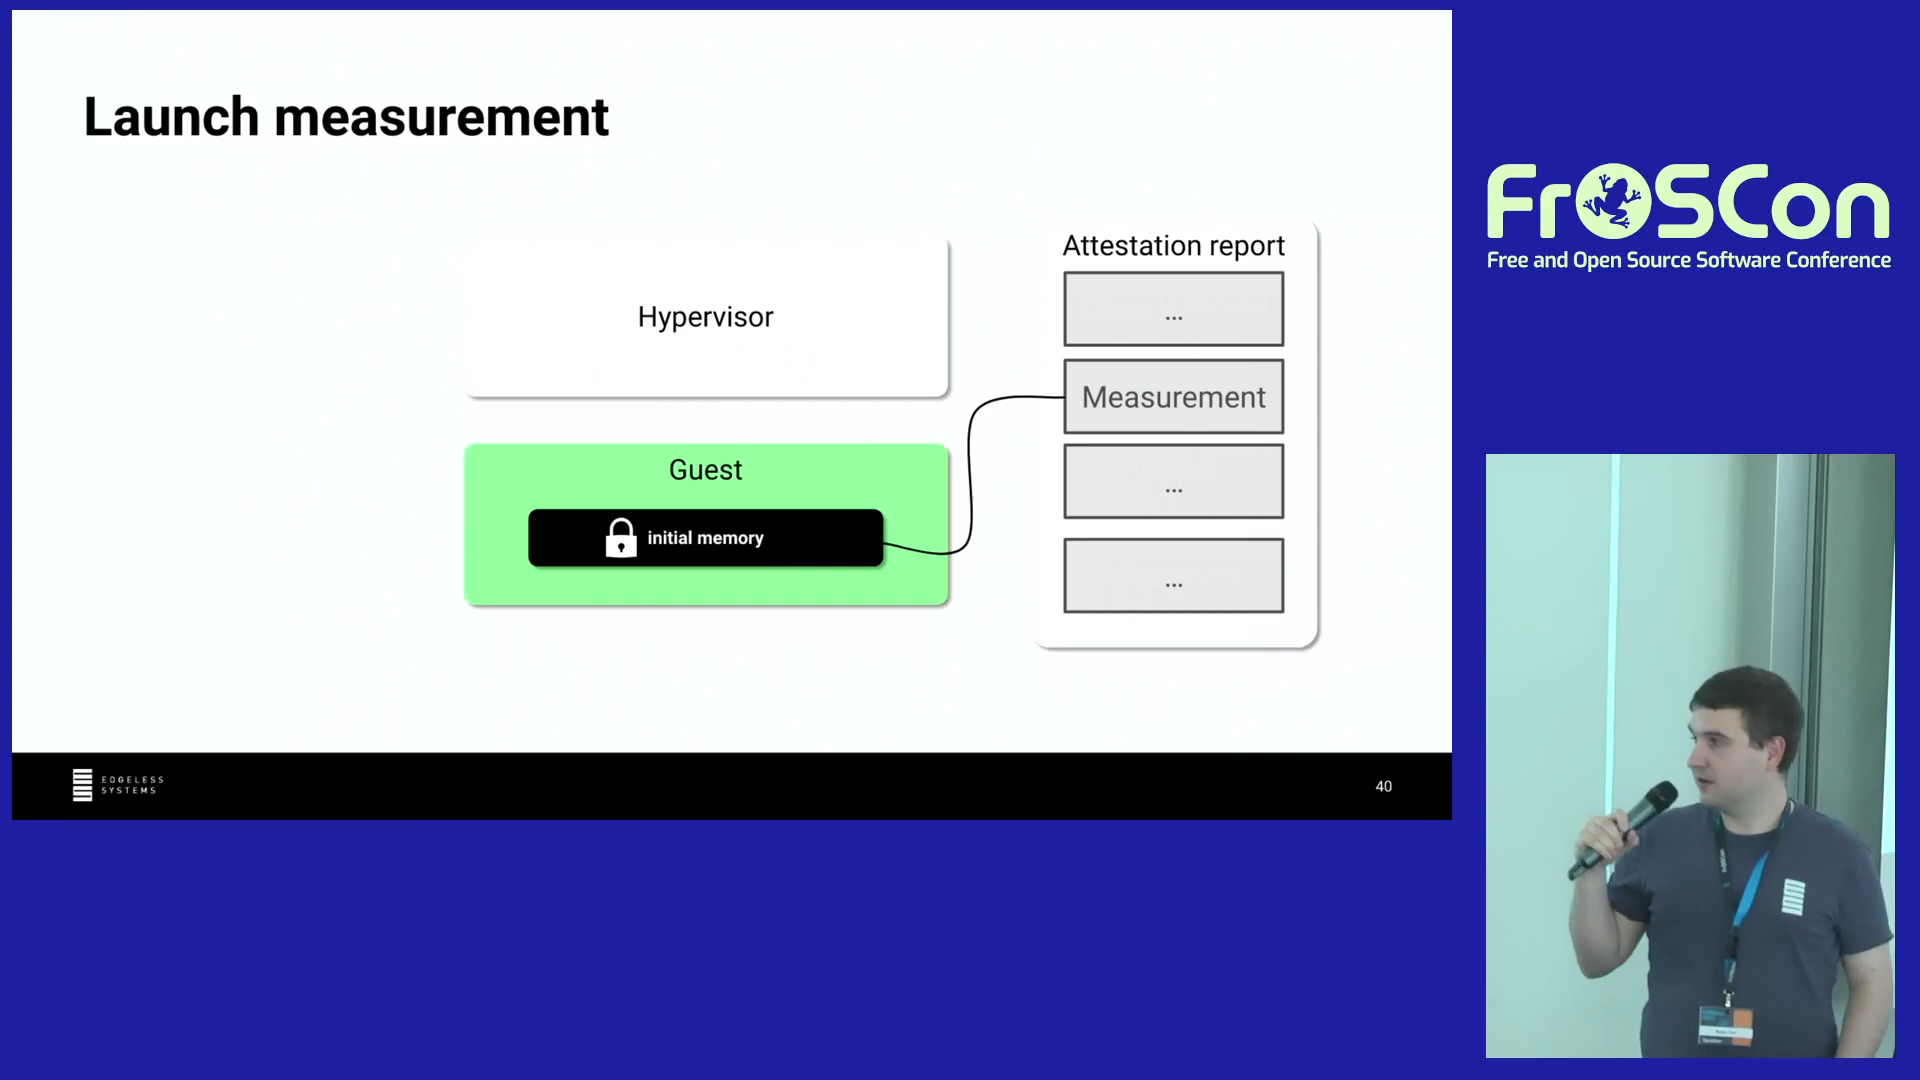 Launch measurement
Hypervisor
Guest
initial memory
Attestation report
...
Measurement
...
...
EDGELESS
SYSTEMS
40
FrOSCon
Free and Open Source Software Conference